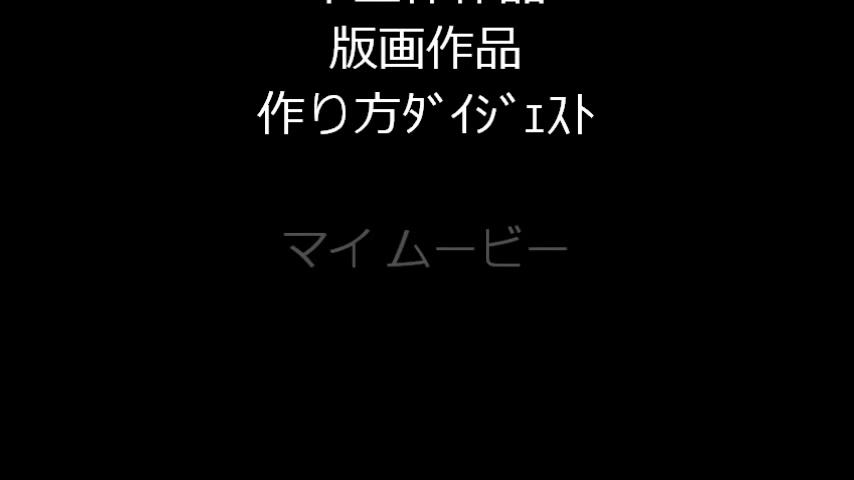 版画作品
作り方ﾀﾞｲｼﾞｪｽﾄ
マイ ムービー